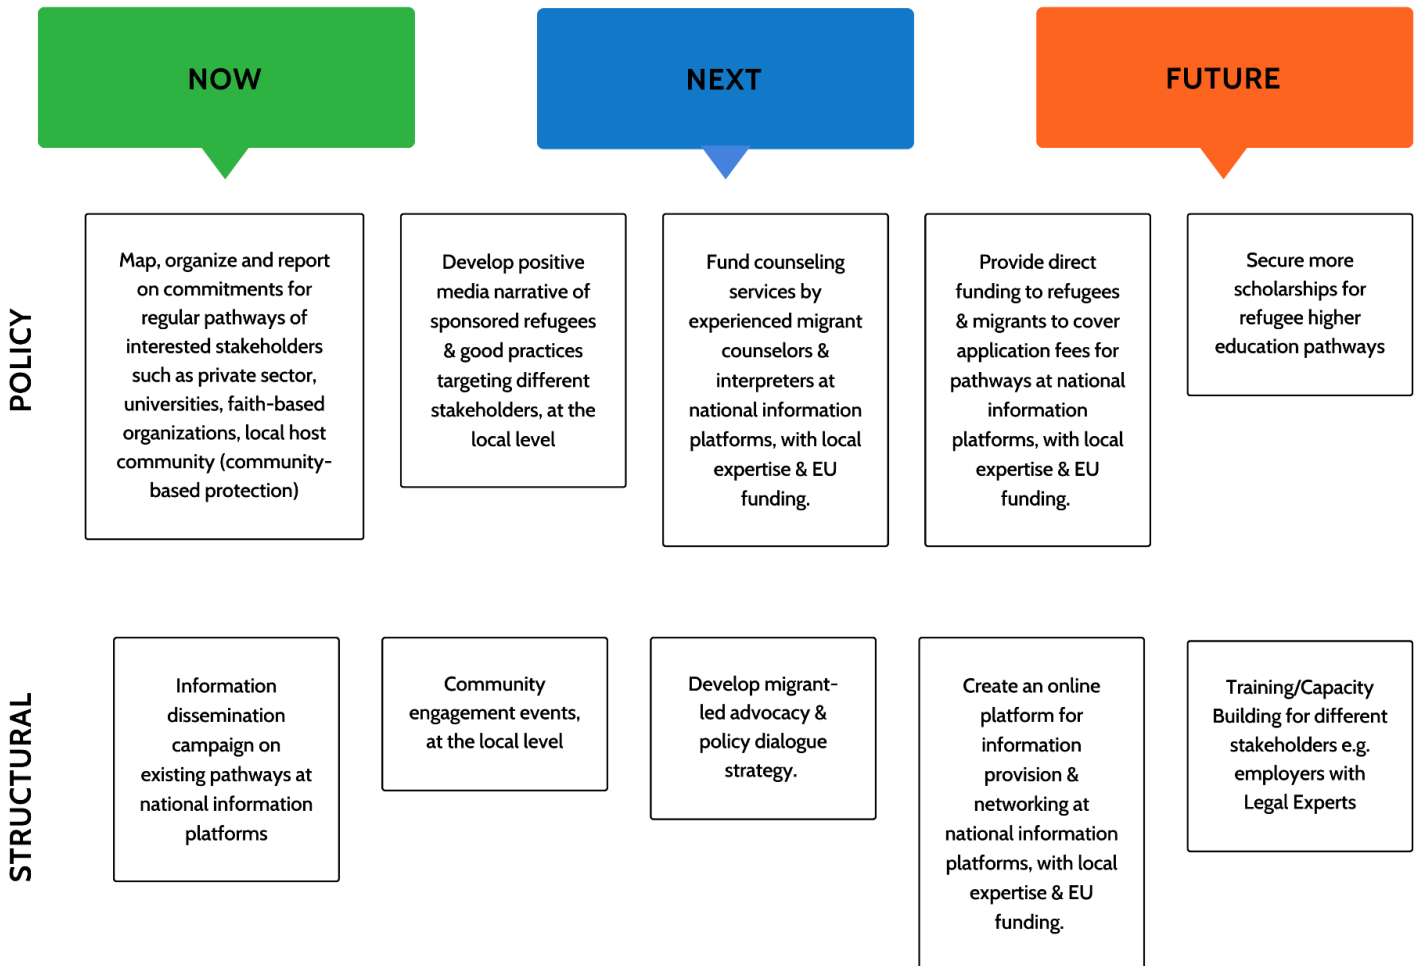 NOW
NEXT
FUTURE
POLICY
Map, organize and report
on commitments for
regular pathways of
interested stakeholders
such as private sector,
universities, faith-based
organizations, local host
community (community-
based protection)
Develop positive
media narrative of
sponsored refugees
& good practices
targeting different
stakeholders, at the
local level
Fund counseling
services by
experienced migrant
counselors &
interpreters at
national information
platforms, with local
expertise & EU
funding.
Provide direct
funding to refugees
& migrants to cover
application fees for
pathways at national
information
platforms, with local
expertise & EU
funding.
Secure more
scholarships for
refugee higher
education pathways
STRUCTURAL
Information
dissemination
campaign on
existing pathways at
national information
platforms
Community
engagement events,
at the local level
Develop migrant-
led advocacy &
policy dialogue
strategy.
Create an online
platform for
information
provision &
networking at
national information
platforms, with local
expertise & EU
funding.
Training/Capacity
Building for different
stakeholders e.g.
employers with
Legal Experts